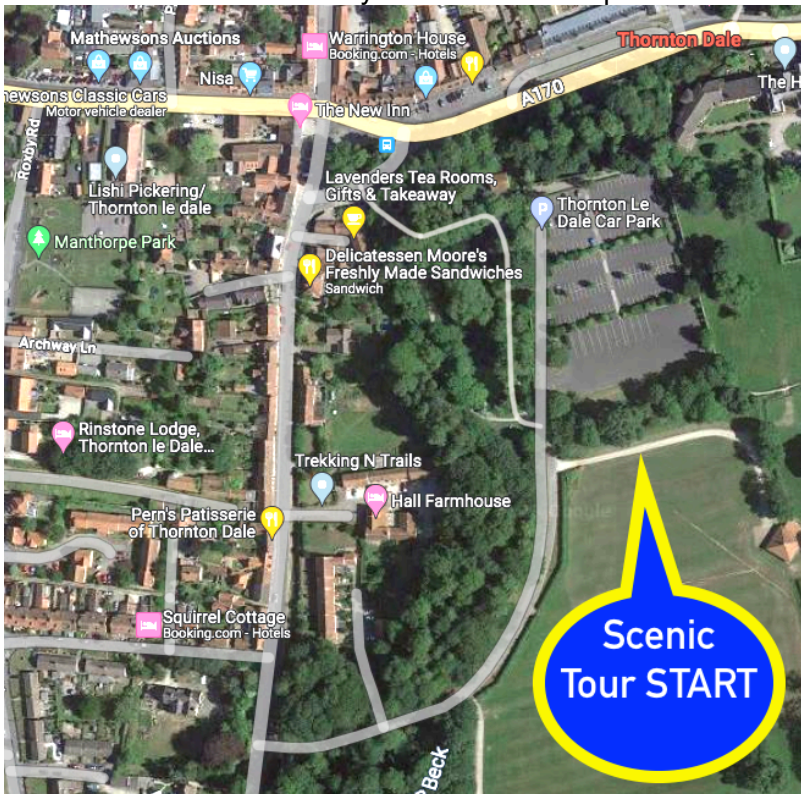 Mathewsons Auctions
Warrington House
Booking.com - Hotels
Thornton Dale
Nisa
The H
A170
hewsons Classic Cars
Motor vehicle dealer
The New Inn
Roxby Rd
Lavenders Tea Rooms,
Gifts & Takeaway
Lishi Pickering/
Thornton le dale
Thornton Le
Dale Car Park
P
Manthorpe Park
Delicatessen Moore's
Freshly Made Sandwiches
Sandwich
Archway Ln
Rinstone Lodge,
Thornton le Dale...
Trekking N Trails
Hall Farmhouse
Pern's Patisserie
of Thornton Dale
Squirrel Cottage
Booking.com - Hotels
Scenic
Tour START
Beck